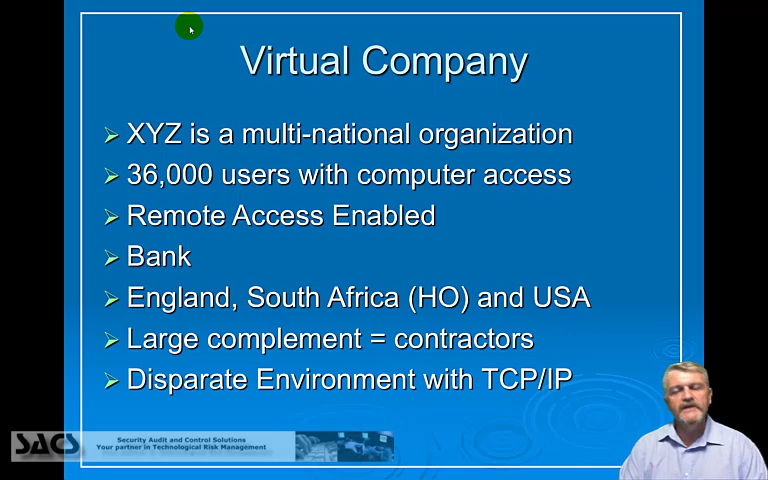 Virtual Company
XYZ is a multi-national organization
36,000 users with computer access
Remote Access Enabled
Bank
England, South Africa (HO) and USA
Large complement = contractors
Disparate Environment with TCP/IP
SACS
Security Audit and Control Solutions
Your partner in Technological Risk Management